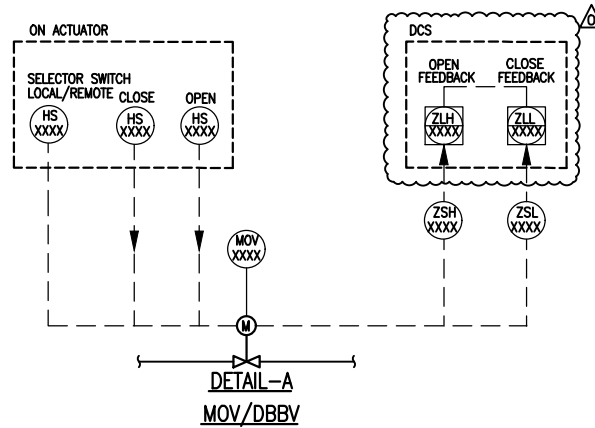 ON ACTUATOR
SELECTOR SWITCH
LOCAL/REMOTE
CLOSE
OPEN
HS
XXXX
HS
XXXX
HS
XXXX
DCS
0
OPEN
FEEDBACK
CLOSE
FEEDBACK
ZLH
XXXX
ZLL
XXXX
ZSH
XXXX
ZSL
XXXX
MOV
XXXX
M
DETAIL-A
MOV/DBBV